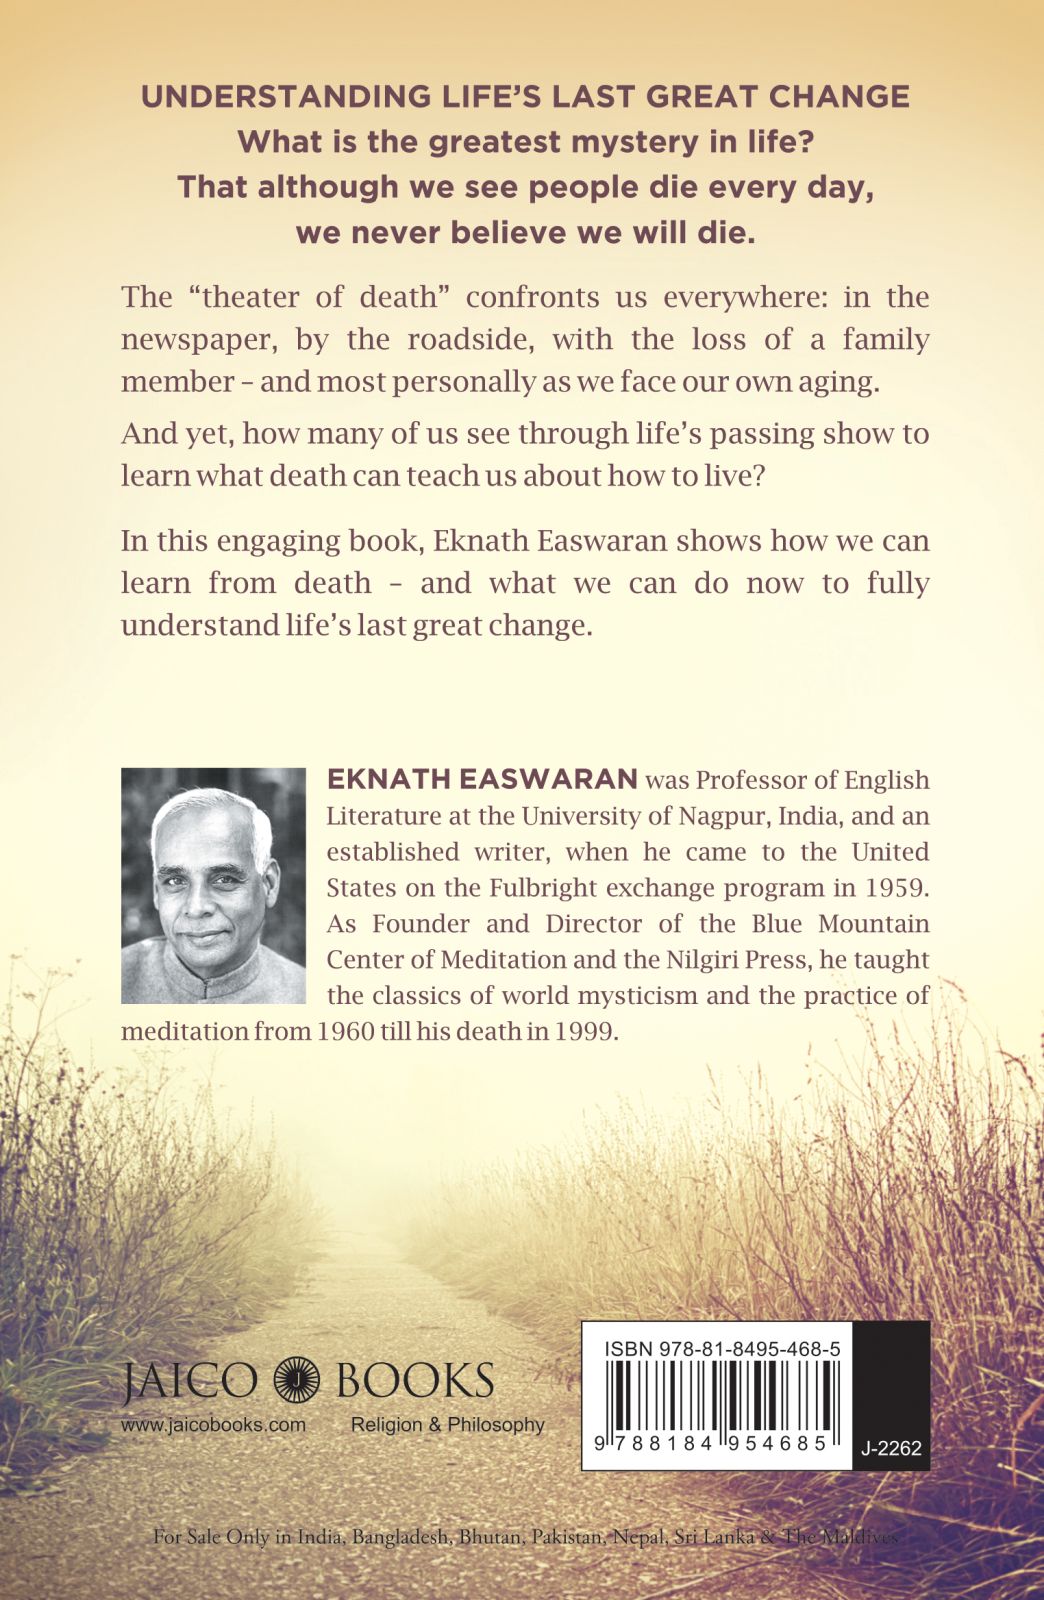 UNDERSTANDING LIFE’S LAST GREAT CHANGE
What is the greatest mystery in life?
That although we see people die every day,
we never believe we will die.
The “theater of death” confronts us everywhere: in the
newspaper, by the roadside, with the loss of a family
member – and most personally as we face our own aging.
And yet, how many of us see through life’s passing show to
learn what death can teach us about how to live?
In this engaging book, Eknath Easwaran shows how we can
learn from death – and what we can do now to fully
understand life’s last great change.
EKNATH EASWARAN was Professor of English
Literature at the University of Nagpur, India, and an
established writer, when he came to the United
States on the Fulbright exchange program in 1959.
As Founder and Director of the Blue Mountain
Center of Meditation and the Nilgiri Press, he taught
the classics of world mysticism and the practice of
meditation from 1960 till his death in 1999.
JAICO J BOOKS
www.jaicobooks.com Religion & Philosophy
ISBN 978-81-8495-468-5
9 788184 954685
J-2262
For Sale Only in India, Bangladesh, Bhutan, Pakistan, Nepal, Sri Lanka & The Maldives